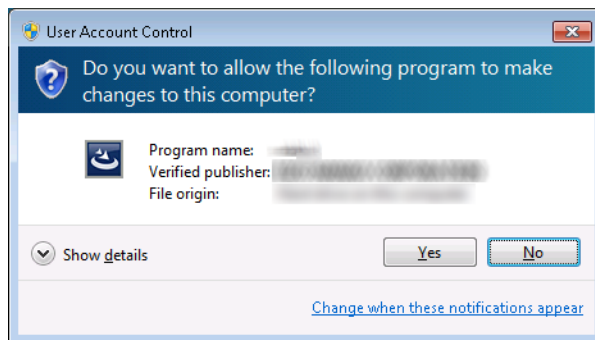 User Account Control
Do you want to allow the following program to make
changes to this computer?
Program name:
Verified publisher:
File origin:
Show details
Yes
No
Change when these notifications appear